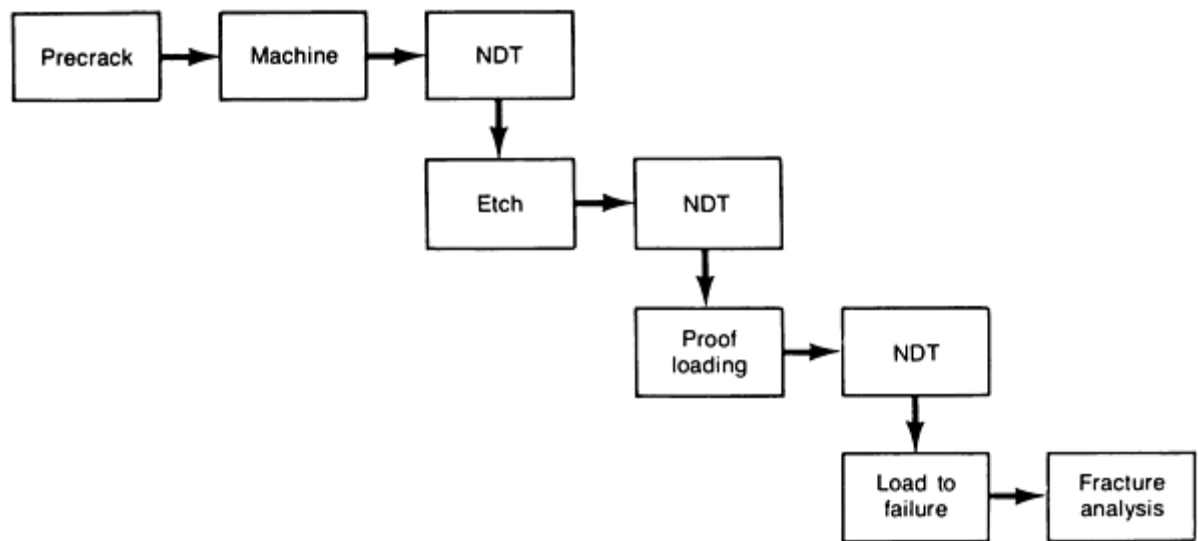 Precrack
Machine
NDT
Etch
NDT
Proof
loading
NDT
Load to
failure
Fracture
analysis